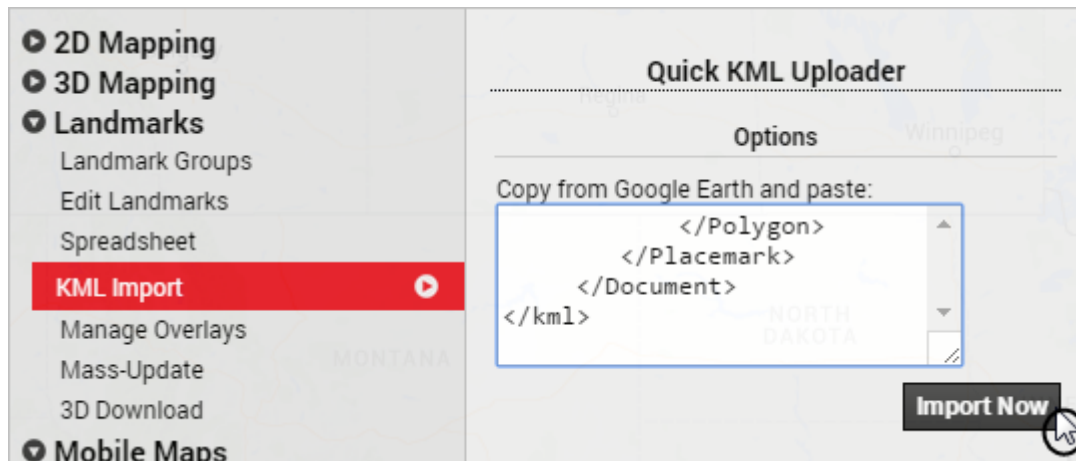 2D Mapping
3D Mapping
Landmarks
Landmark Groups
Edit Landmarks
Spreadsheet
KML Import
Manage Overlays
Mass-Update
3D Download
Mobile Maps
Quick KML Uploader
Regina
Options
Winnipeg
Copy from Google Earth and paste:
</Polygon>
</Placemark>
</Document>
</kml>
NORTH
DAKOTA
MONTANA
Import Now